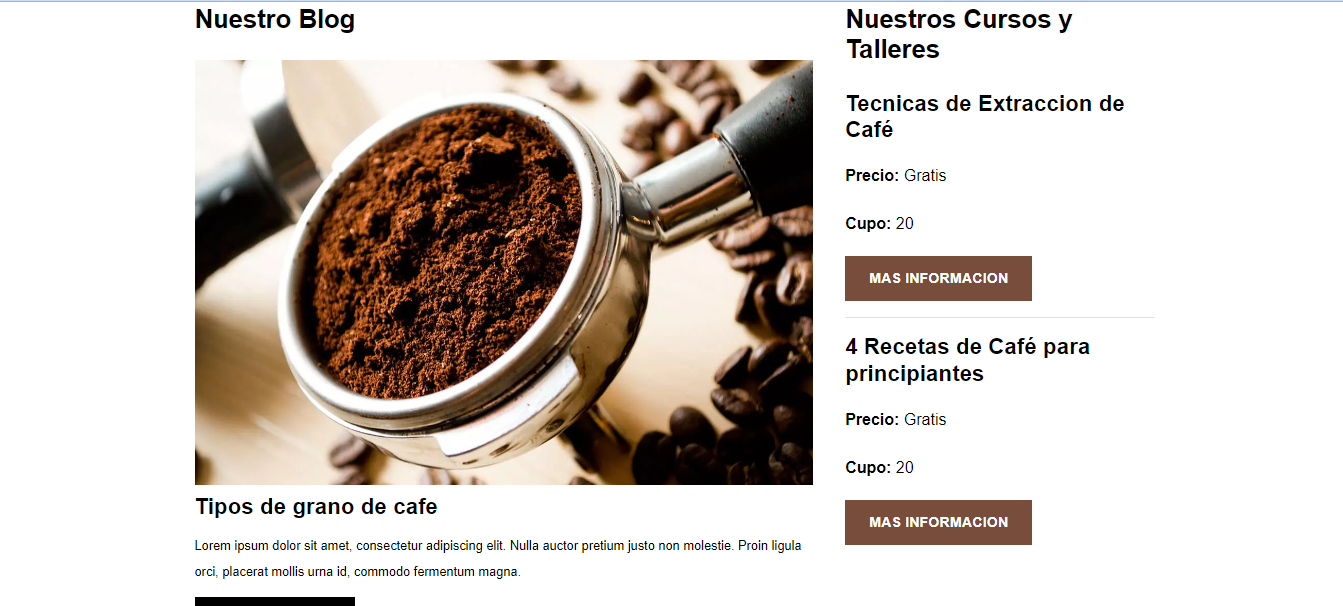 Nuestro Blog
Tipos de grano de cafe
Lorem ipsum dolor sit amet, consectetur adipiscing elit. Nulla auctor pretium justo non molestie. Proin ligula
orci, placerat mollis urna id, commodo fermentum magna.
Nuestros Cursos y
Talleres
Tecnicas de Extraccion de
Café
Precio: Gratis
Cupo: 20
MAS INFORMACION
4 Recetas de Café para
principiantes
Precio: Gratis
Cupo: 20
MAS INFORMACION